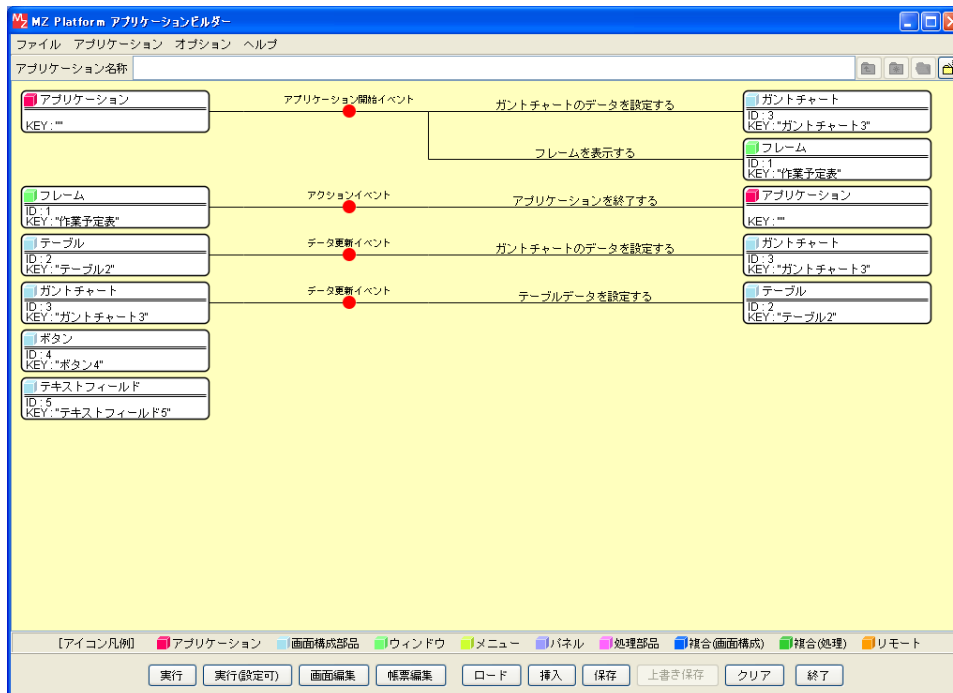 MZ Platform アプリケーションビルダー
ファイル アプリケーション オプション ヘルプ
アプリケーション名称
アプリケーション
KEY:""
アプリケーション開始イベント
ガントチャートのデータを設定する
ガントチャート
ID:3
KEY:"ガントチャート3"
フレームを表示する
フレーム
ID:1
KEY:"作業予定表"
フレーム
ID:1
KEY:"作業予定表"
アクションイベント
アプリケーションを終了する
アプリケーション
KEY:""
テーブル
ID:2
KEY:"テーブル2"
データ更新イベント
ガントチャートのデータを設定する
ガントチャート
ID:3
KEY:"ガントチャート3"
ガントチャート
ID:3
KEY:"ガントチャート3"
データ更新イベント
テーブルデータを設定する
テーブル
ID:2
KEY:"テーブル2"
ボタン
ID:4
KEY:"ボタン4"
テキストフィールド
ID:5
KEY:"テキストフィールド5"
[アイコン凡例] アプリケーション 画面構成部品 ウィンドウ メニュー パネル 処理部品 複合(画面構成) 複合(処理) リモート
実行 実行(設定可) 画面編集 帳票編集 ロード 挿入 保存 上書き保存 クリア 終了